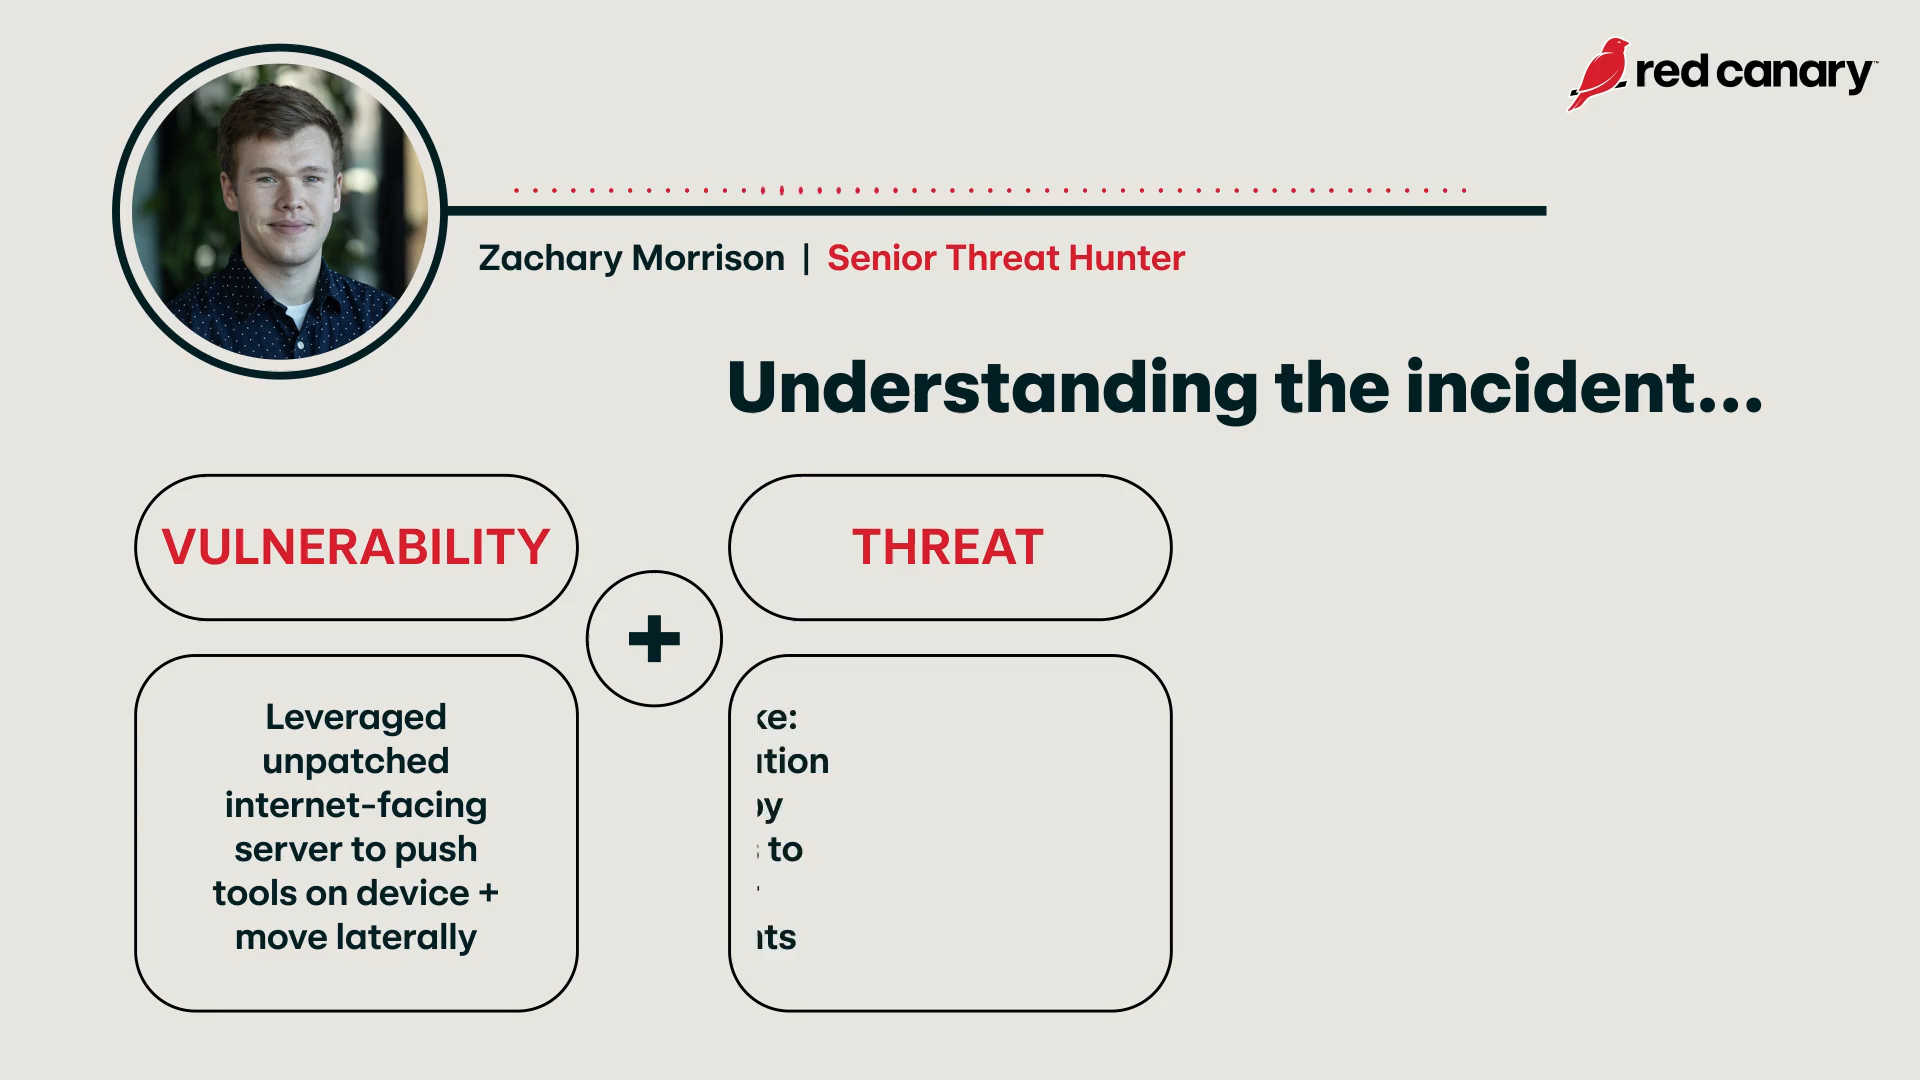 red canary
Zachary Morrison | Senior Threat Hunter
Understanding the incident...
VULNERABILITY
THREAT
+
Leveraged
unpatched
internet-facing
server to push
tools on device +
move laterally
to